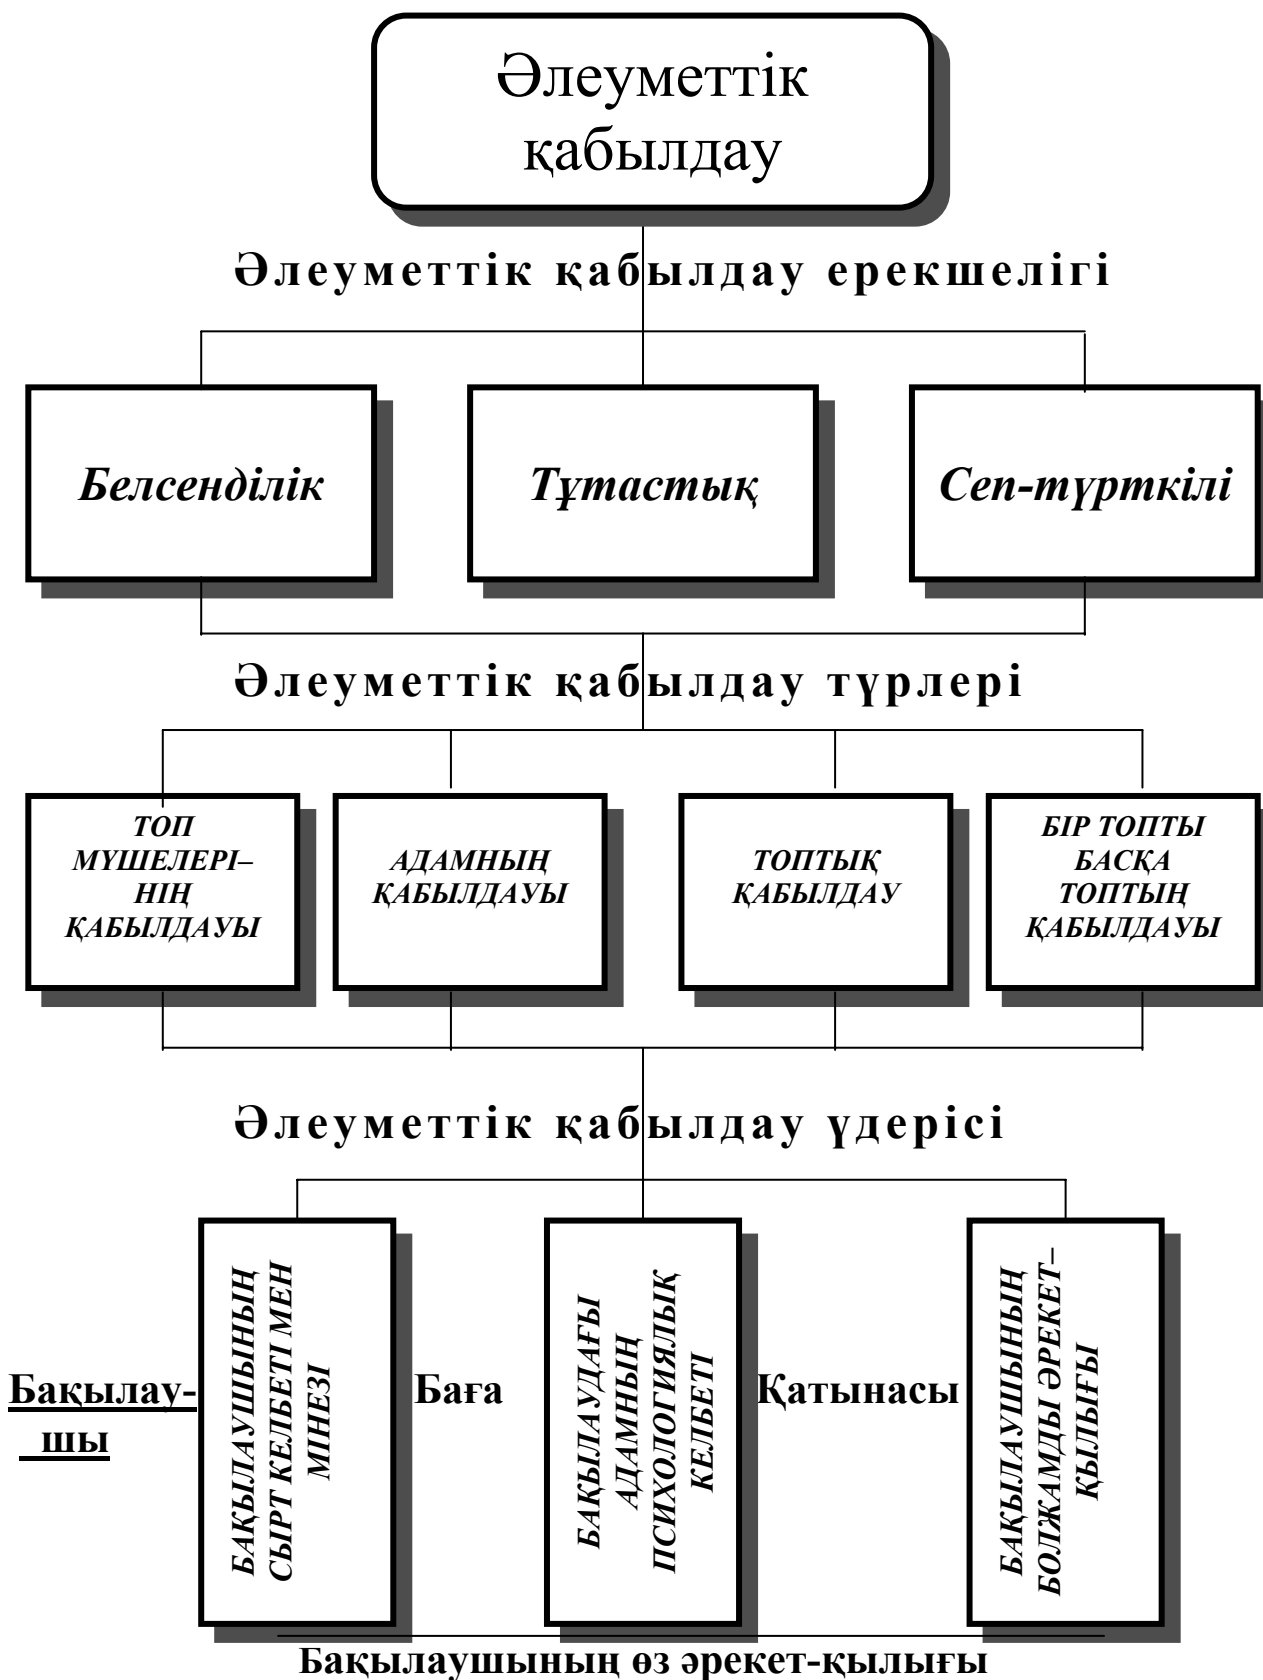 Әлеуметтік
қабылдау
Әлеуметтік қабылдау ерекшелігі
Белсенділік
Тұтастық
Сеп-түрткілі
Әлеуметтік қабылдау түрлері
ТОП
МҮШЕЛЕРІ–
НІҢ
ҚАБЫЛДАУЫ
АДАМНЫҢ
ҚАБЫЛДАУЫ
ТОПТЫҚ
ҚАБЫЛДАУ
БІР ТОПТЫ
БАСҚА
ТОПТЫҢ
ҚАБЫЛДАУЫ
Әлеуметтік қабылдау үдерісі
Бақылау-
шы
БАҚЫЛАУШЫНЫҢ
СЫРТ КЕЛБЕТІ МЕН
МІНЕЗІ
Баға
БАҚЫЛАУДАҒЫ
АДАМНЫҢ
ПСИХОЛОГИЯЛЫҚ
КЕЛБЕТІ
Қатынасы
БАҚЫЛАУШЫНЫҢ
БОЛЖАМДЫ ӘРЕКЕТ–
ҚЫЛЫҒЫ
Бақылаушының өз әрекет-қылығы